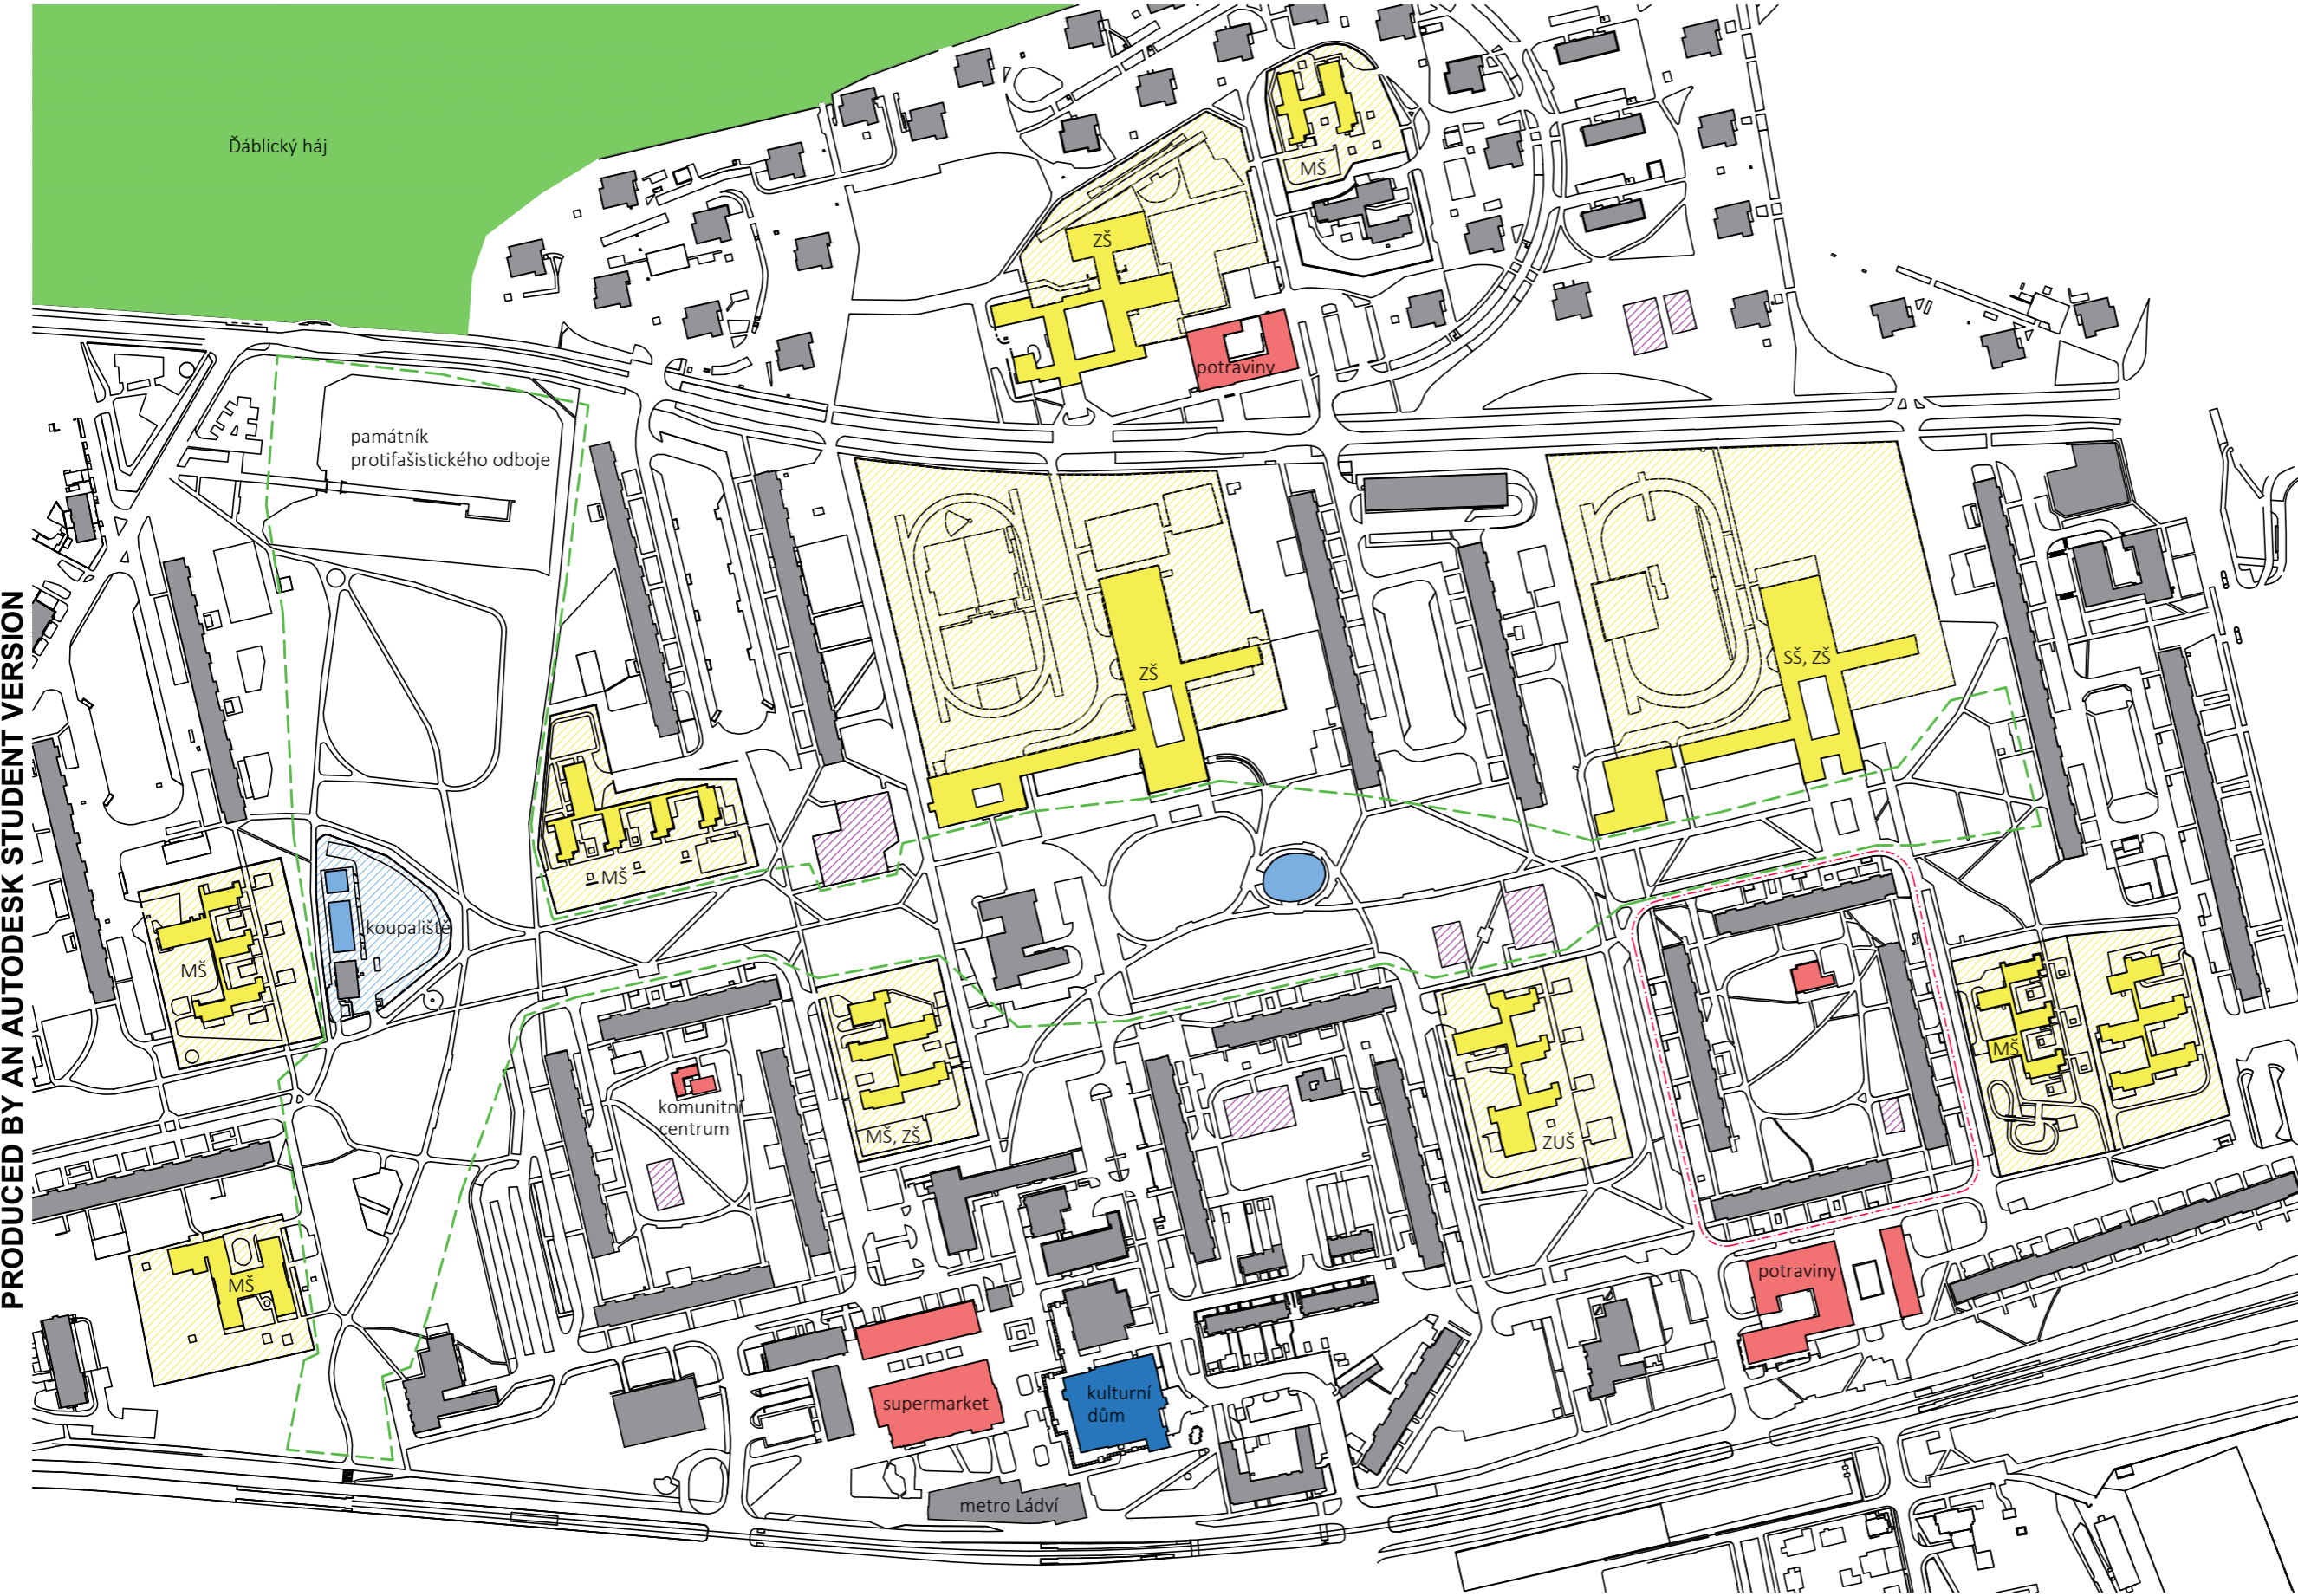 Ďáblický háj
MŠ
ZŠ
potraviny
památník
protifašistického odboje
ZŠ
SŠ, ZŠ
MŠ
koupaliště
MŠ
MŠ
komunitní
centrum
MŠ, ZŠ
ZUŠ
MŠ
potraviny
supermarket
kulturní
dům
metro Ládví
PRODUCED BY AN AUTODESK STUDENT VERSION